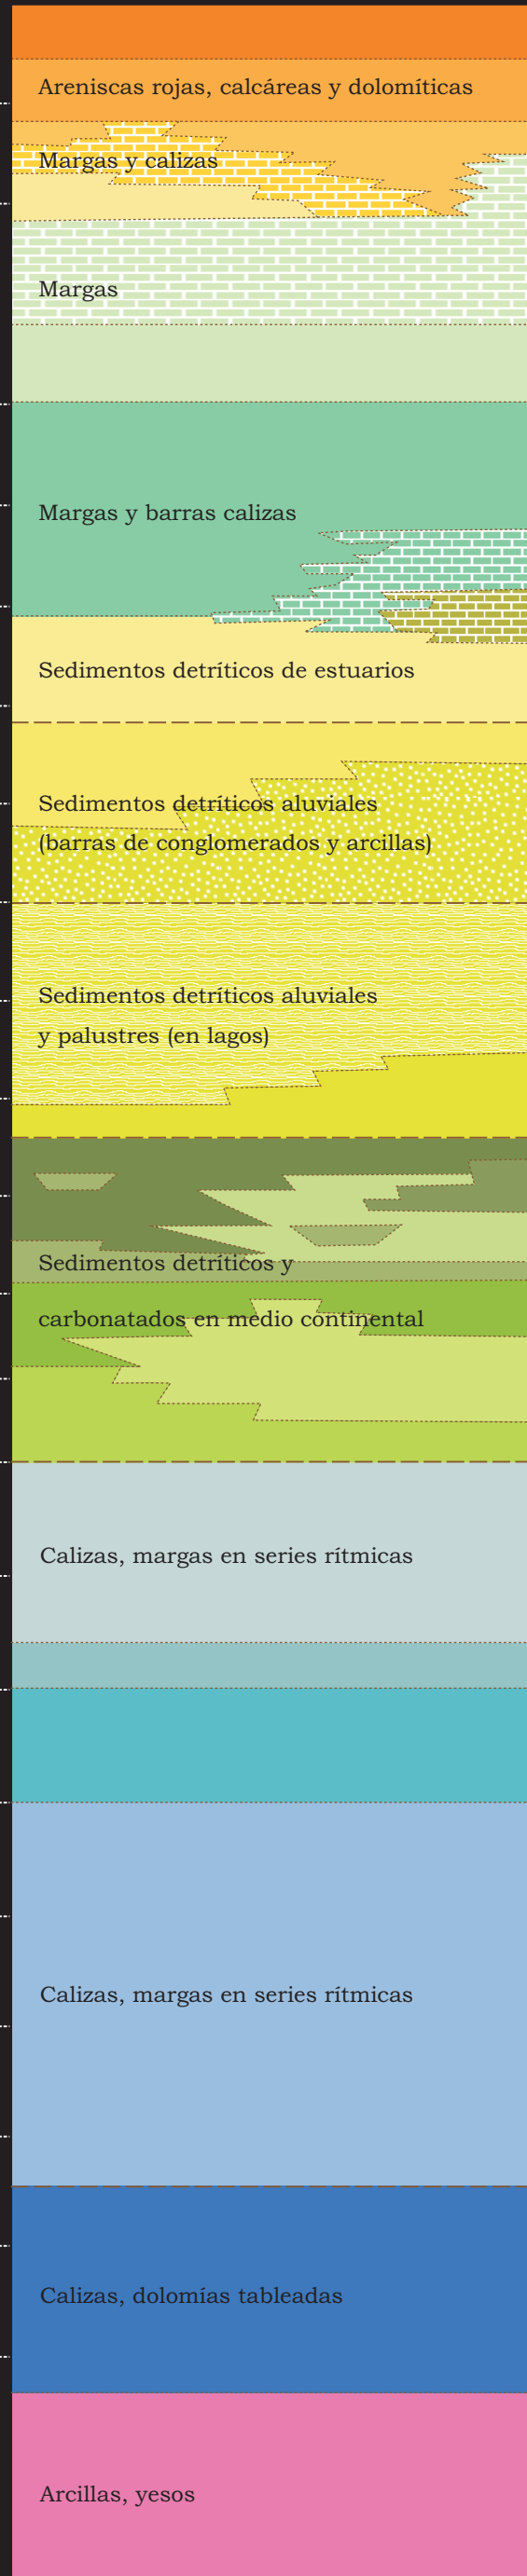 Areniscas rojas, calcáreas y dolomíticas
Margas y calizas
Margas
Margas y barras calizas
Sedimentos detríticos de estuarios
Sedimentos detríticos aluviales
(barras de conglomerados y arcillas)
Sedimentos detríticos aluviales
y palustres (en lagos)
Sedimentos detríticos y
carbonatados en medio continental
Calizas, margas en series rítmicas
Calizas, margas en series rítmicas
Calizas, dolomías tableadas
Arcillas, yesos